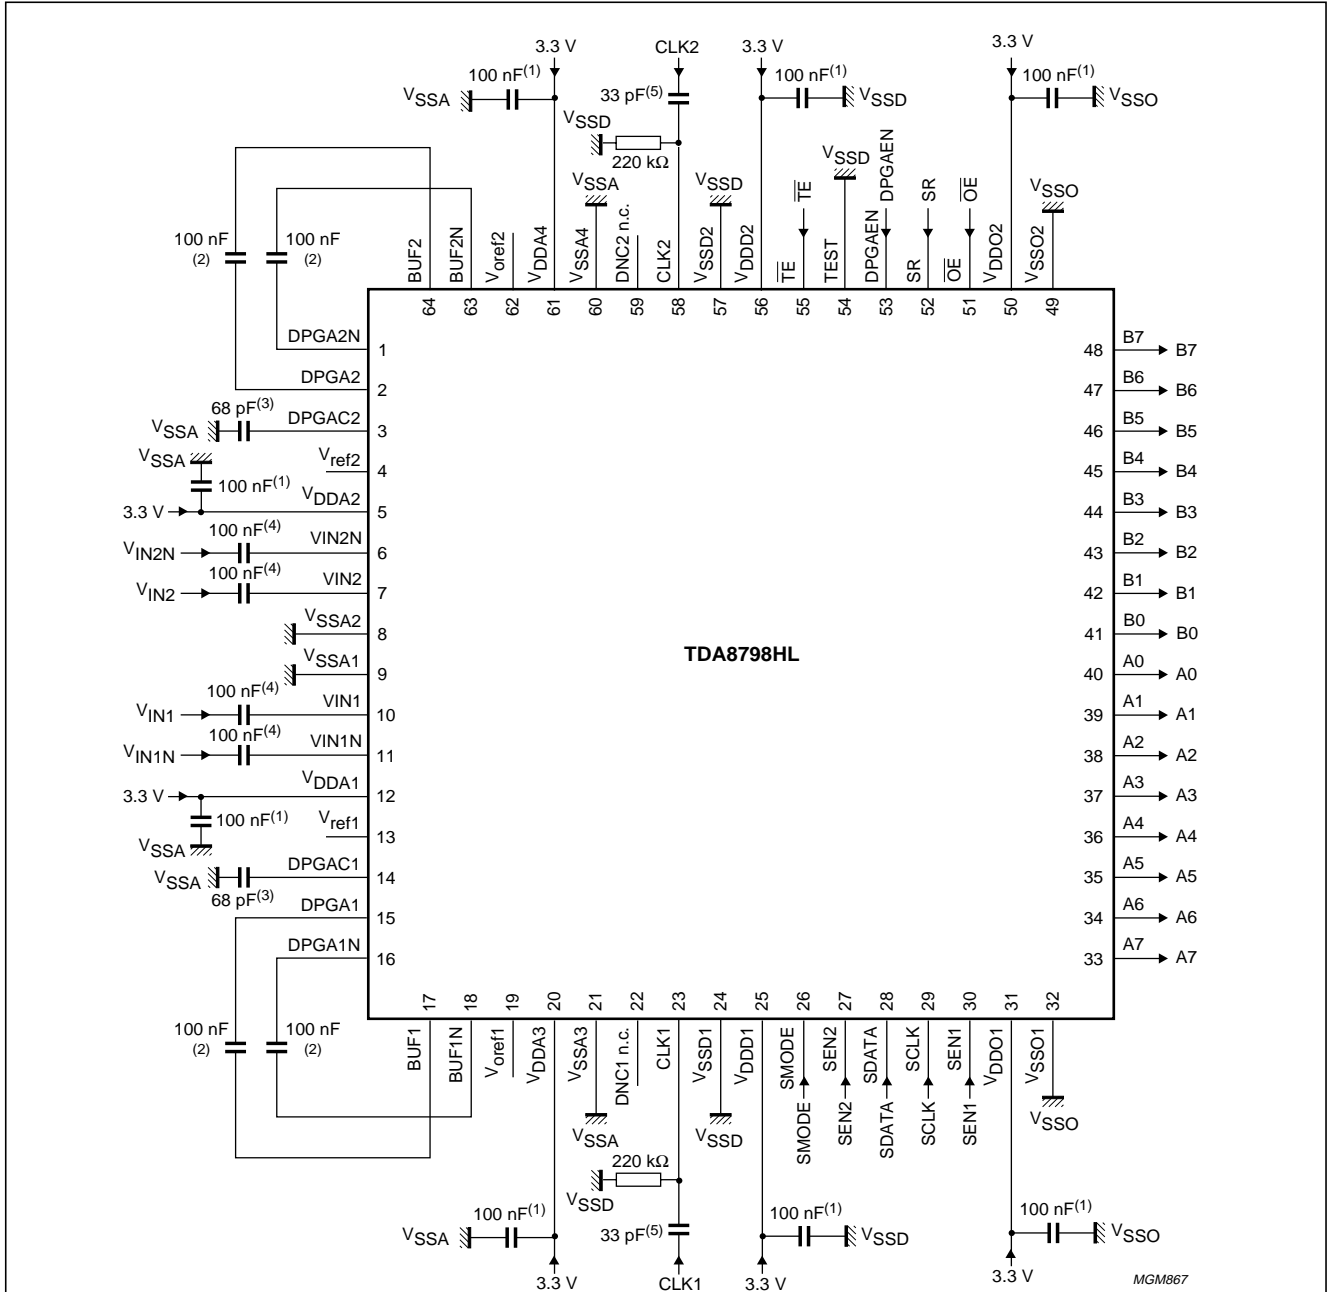 3.3 V CLK2 3.3 V 3.3 V
100 nF(1) 100 nF(1) 100 nF(1)
VSSA 33 pF(5) VSSD VSSO
VSSD
220 kΩ
VSSA VSSD VSSD DPGAEN SR OE VSSO
TE
100 nF (2) 100 nF (2)
BUF2 BUF2N Voref2 VDDA4 VSSA4 DNC2 n.c. CLK2 VSSD2 VDDD2 TE TEST DPGAEN SR OE VDDO2 VSSO2
64 63 62 61 60 59 58 57 56 55 54 53 52 51 50 49
DPGA2N 1 48 B7 B7
DPGA2 2 47 B6 B6
68 pF(3)
VSSA DPGAC2 3 46 B5 B5
VSSA Vref2 4 45 B4 B4
100 nF(1)
3.3 V VDDA2 5 44 B3 B3
100 nF(4)
VIN2N VIN2N 6 43 B2 B2
100 nF(4)
VIN2 VIN2 7 42 B1 B1
VSSA2 8 41 B0 B0
TDA8798HL
VSSA1 9 40 A0 A0
100 nF(4)
VIN1 VIN1 10 39 A1 A1
100 nF(4)
VIN1N VIN1N 11 38 A2 A2
3.3 V VDDA1 12 37 A3 A3
100 nF(1)
Vref1 13 36 A4 A4
VSSA
VSSA DPGAC1 14 35 A5 A5
68 pF(3)
DPGA1 15 34 A6 A6
DPGA1N 16 33 A7 A7
17 18 19 20 21 22 23 24 25 26 27 28 29 30 31 32
BUF1 BUF1N Voref1 VDDA3 VSSA3 DNC1 n.c. CLK1 VSSD1 VDDD1 SMODE SEN2 SDATA SCLK SEN1 VDDO1 VSSO1
100 nF (2) 100 nF (2)
VSSA VSSD SMODE SEN2 SDATA SCLK SEN1 VSSO
220 kΩ
VSSD
100 nF(1) 33 pF(5) 100 nF(1) 100 nF(1)
VSSA VSSD VSSO
3.3 V CLK1 3.3 V 3.3 V
MGM867